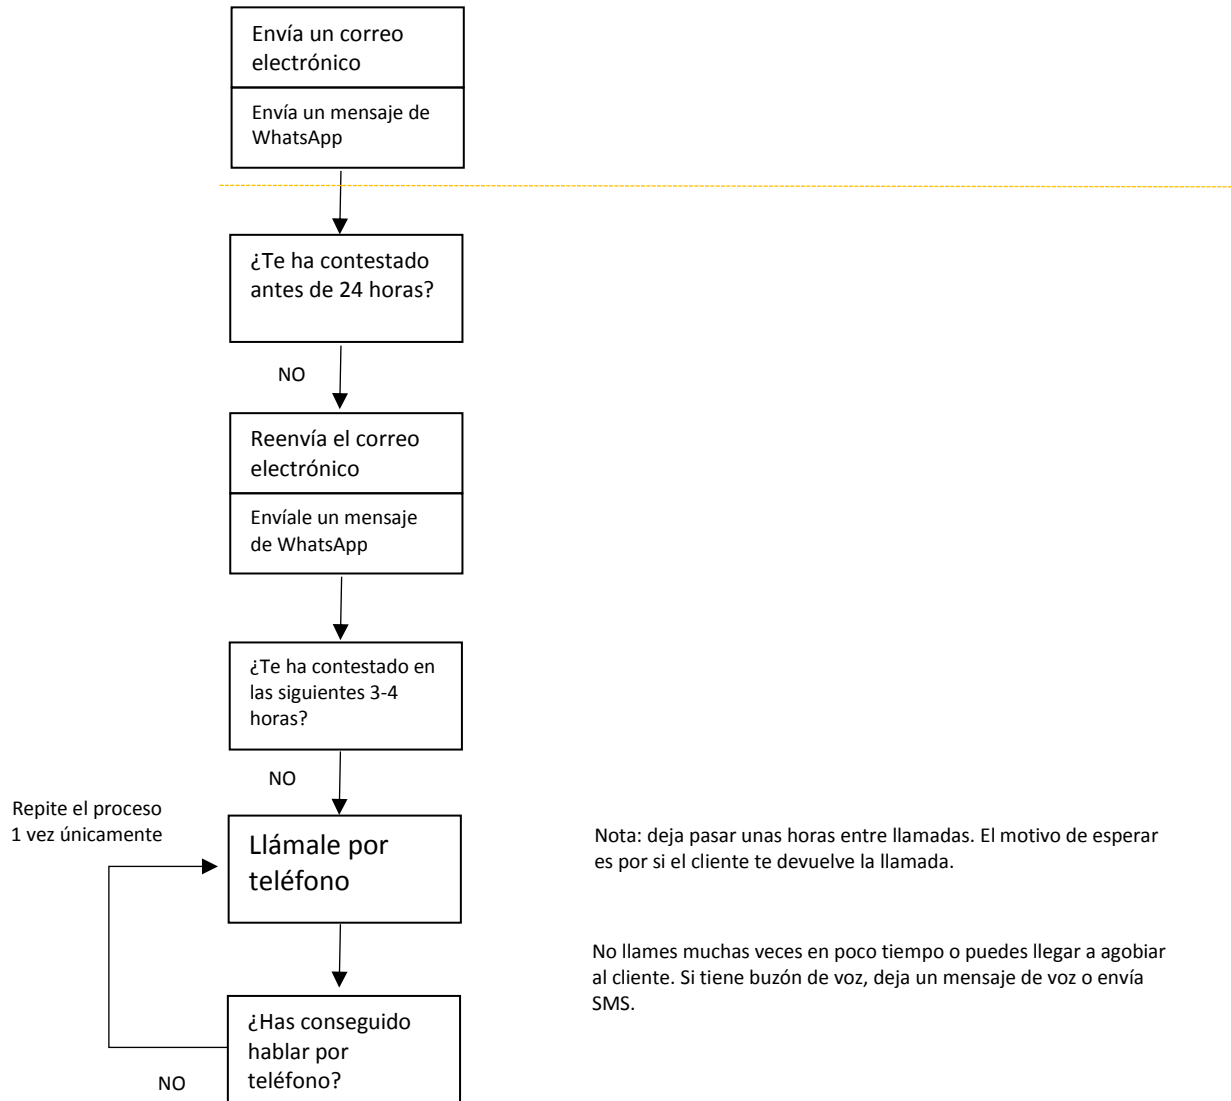 Envía un correo
electrónico
Envía un mensaje de
WhatsApp
¿Te ha contestado
antes de 24 horas?
NO
Reenvía el correo
electrónico
Envíale un mensaje
de WhatsApp
¿Te ha contestado en
las siguientes 3-4
horas?
NO
Repite el proceso
1 vez únicamente
Llámale por
teléfono
Nota: deja pasar unas horas entre llamadas. El motivo de esperar
es por si el cliente te devuelve la llamada.
No llames muchas veces en poco tiempo o puedes llegar a agobiar
al cliente. Si tiene buzón de voz, deja un mensaje de voz o envía
SMS.
¿Has conseguido
hablar por
teléfono?
NO